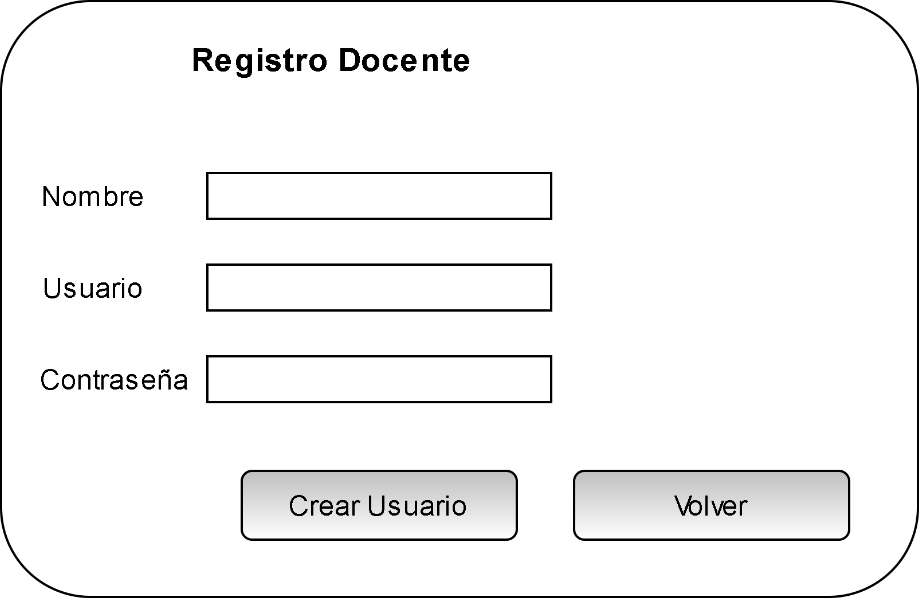 Registro Docente
Nombre
Usuario
Contraseña
Crear Usuario
Volver